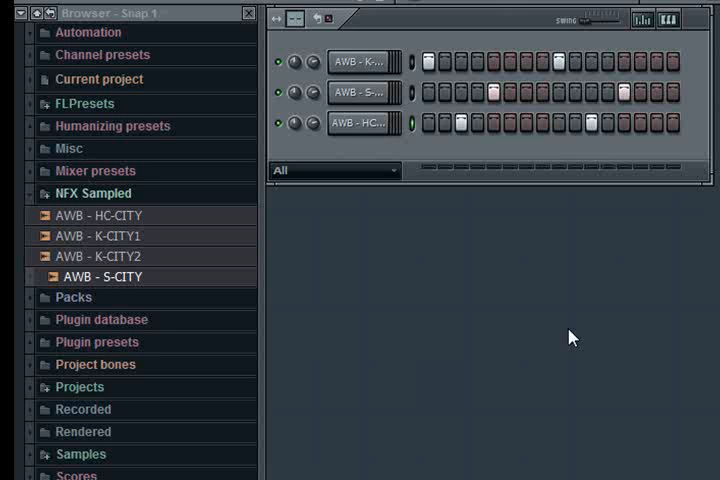 Browser - Snap 1
Automation
Channel presets
Current project
FLPresets
Humanizing presets
Misc
Mixer presets
NFX Sampled
AWB - HC-CITY
AWB - K-CITY1
AWB - K-CITY2
AWB - S-CITY
Packs
Plugin database
Plugin presets
Project bones
Projects
Recorded
Rendered
Samples
Scores
SWING
AWB - K-...
AWB - S-...
AWB - HC...
All